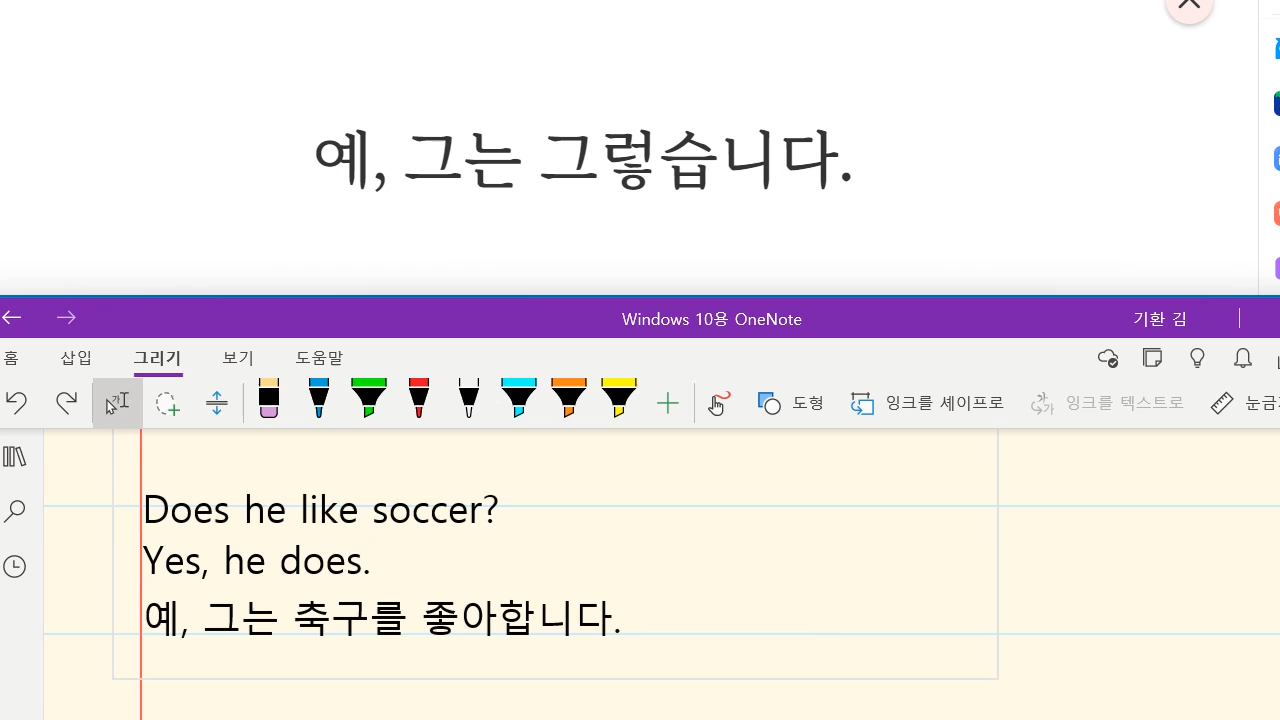 예, 그는 그렇습니다.
Windows 10용 OneNote
기환 김
홈 삽입 그리기 보기 도움말
도형 잉크를 셰이프로 잉크를 텍스트로
Does he like soccer?
Yes, he does.
예, 그는 축구를 좋아합니다.